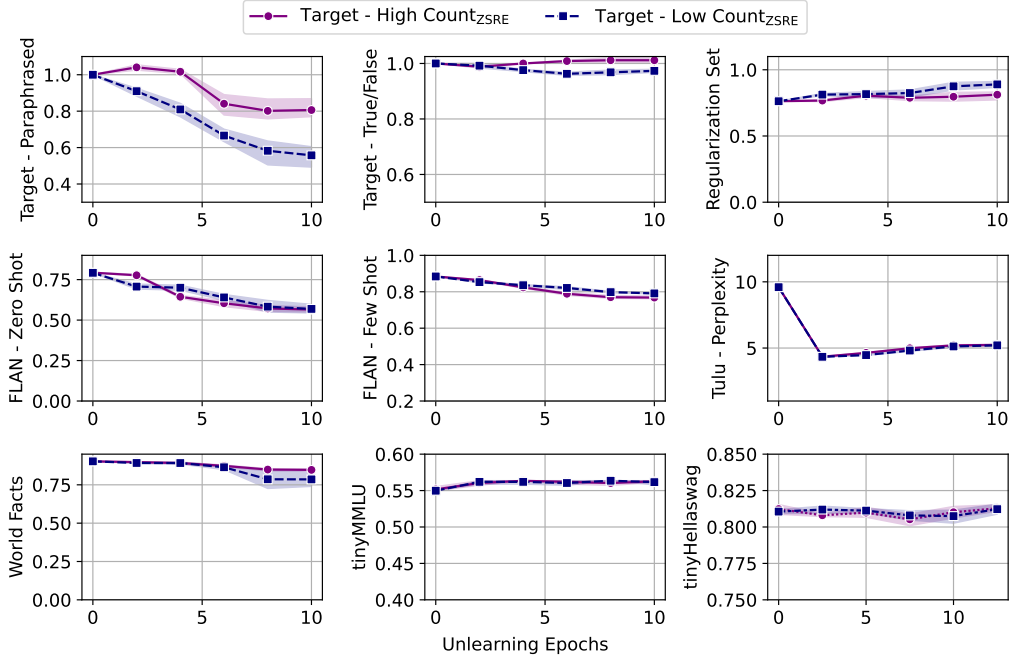 Target - High Count_ZSRE Target - Low Count_ZSRE
Target - Paraphrased
1.0
0.8
0.6
0.4
0 5 10
Target - True/False
1.0
0.8
0.6
0 5 10
Regularization Set
1.0
0.5
0.0
0 5 10
FLAN - Zero Shot
0.75
0.50
0.25
0.00
0 5 10
FLAN - Few Shot
1.0
0.8
0.6
0.4
0.2
0 5 10
Tulu - Perplexity
10
5
0 5 10
World Facts
0.75
0.50
0.25
0.00
0 5 10
tinyMMLU
0.60
0.55
0.50
0.45
0.40
0 5 10
tinyHellaswag
0.850
0.825
0.800
0.775
0.750
0 5 10
Unlearning Epochs